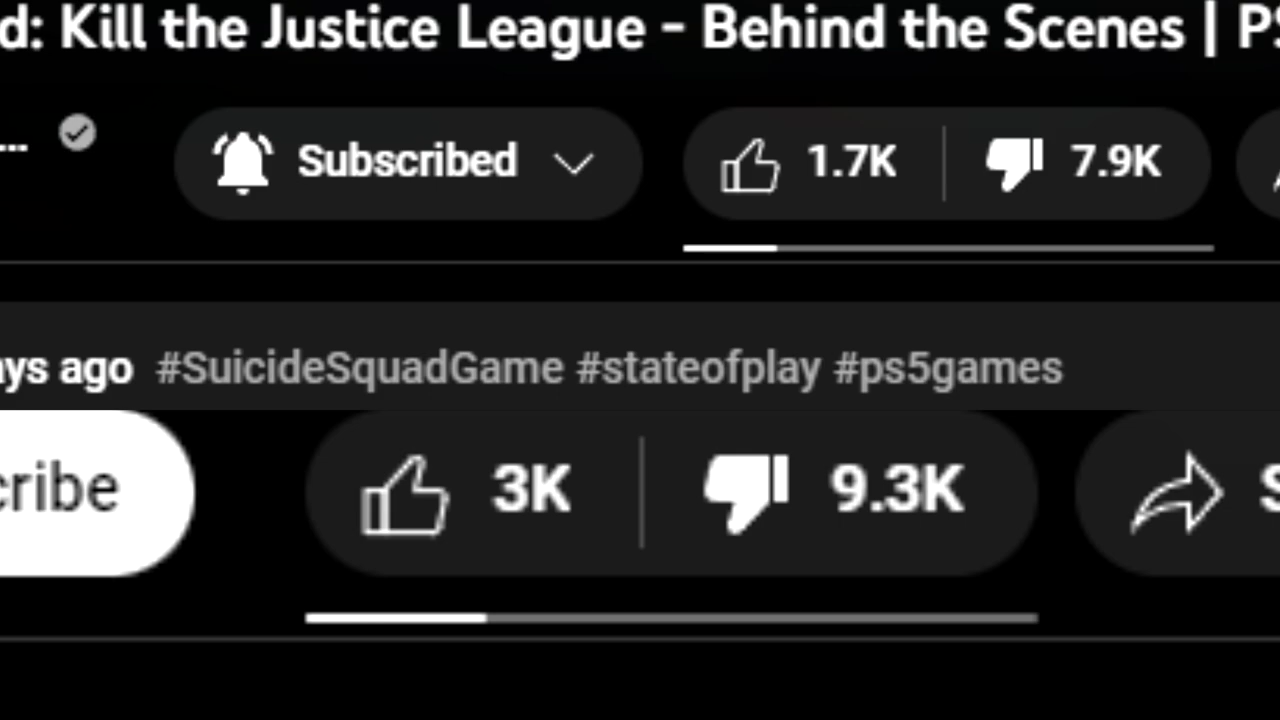 d: Kill the Justice League - Behind the Scenes | PS
... Subscribed 1.7K 7.9K
ays ago #SuicideSquadGame #stateofplay #ps5games
cribe 3K 9.3K S